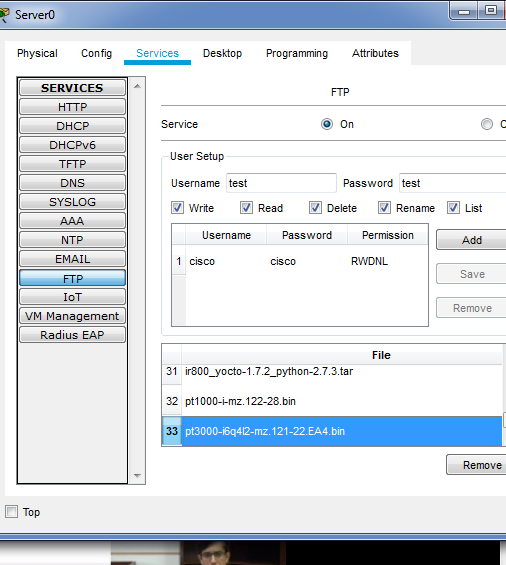 Server0
Physical Config Services Desktop Programming Attributes
SERVICES
HTTP
DHCP
DHCPv6
TFTP
DNS
SYSLOG
AAA
NTP
EMAIL
FTP
IoT
VM Management
Radius EAP
FTP
Service On
User Setup
Username test Password test
Write Read Delete Rename List
Username Password Permission
1 cisco cisco RWDNL
Add
Save
Remove
File
31 ir800_yocto-1.7.2_python-2.7.3.tar
32 pt1000-i-mz.122-28.bin
33 pt3000-i6q4l2-mz.121-22.EA4.bin
Remove
Top